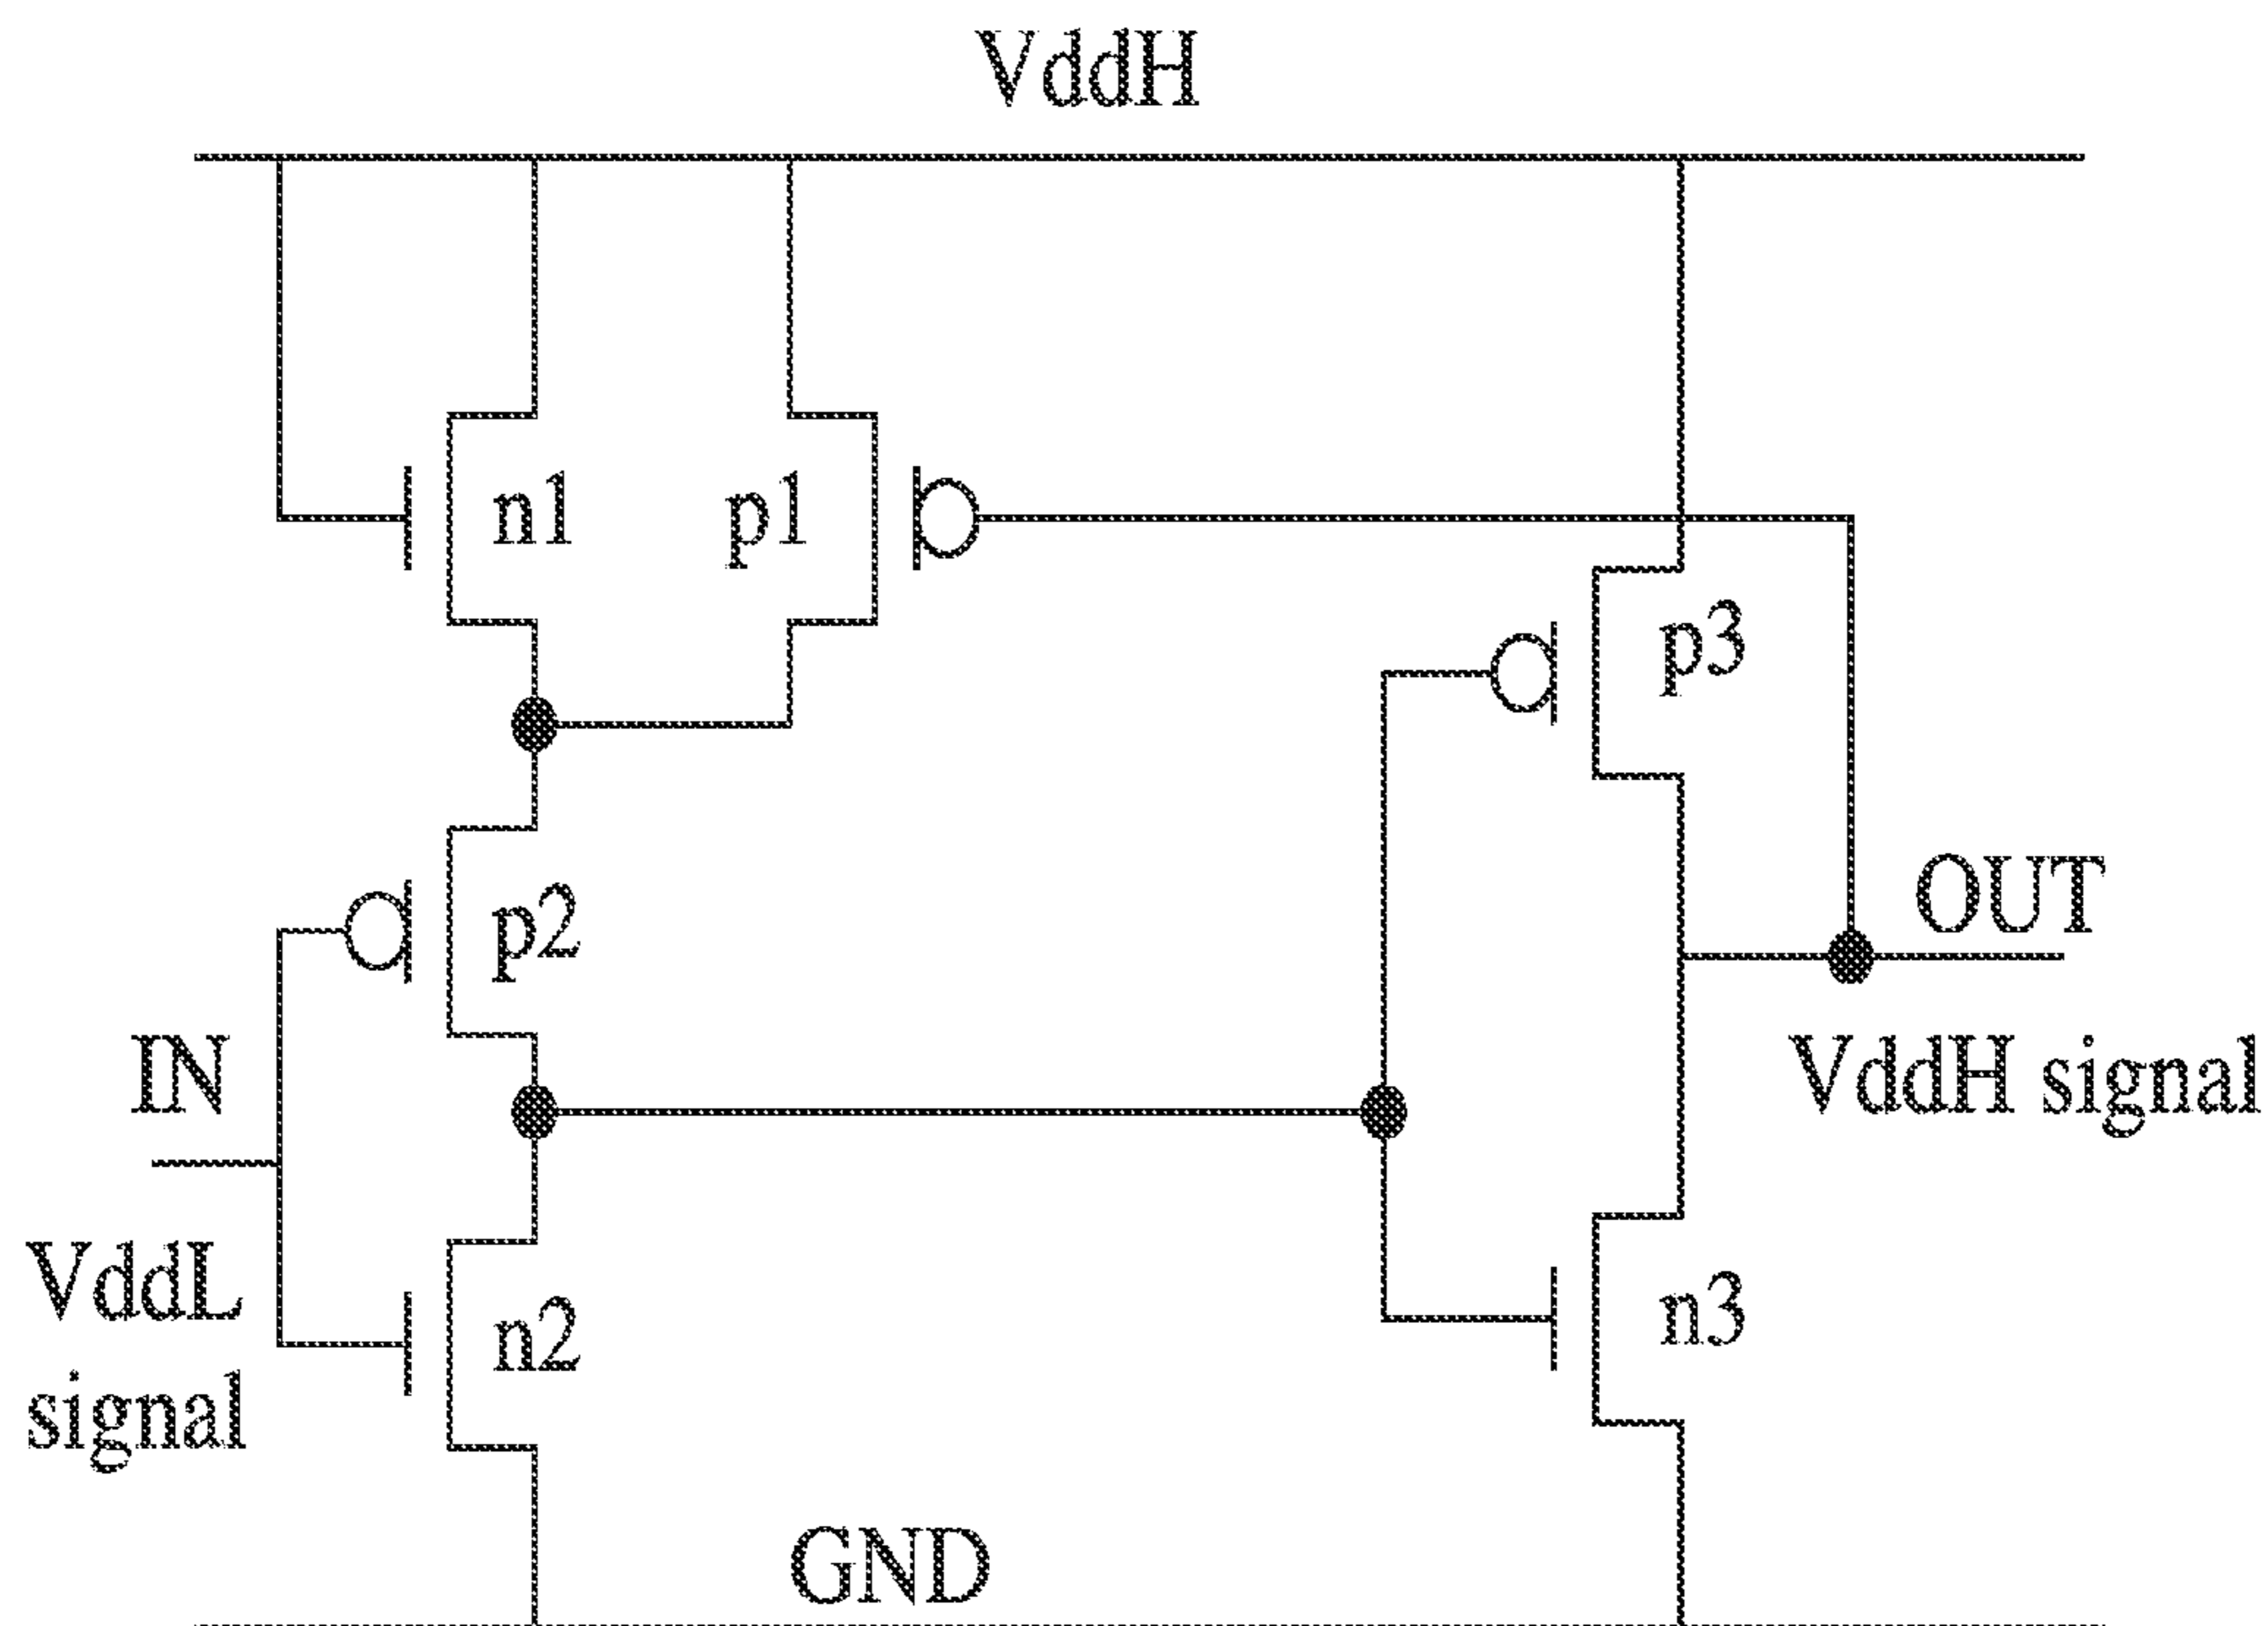 VddH
n1
p1
p3
p2
OUT
IN
VddH signal
VddL
signal
n2
n3
GND